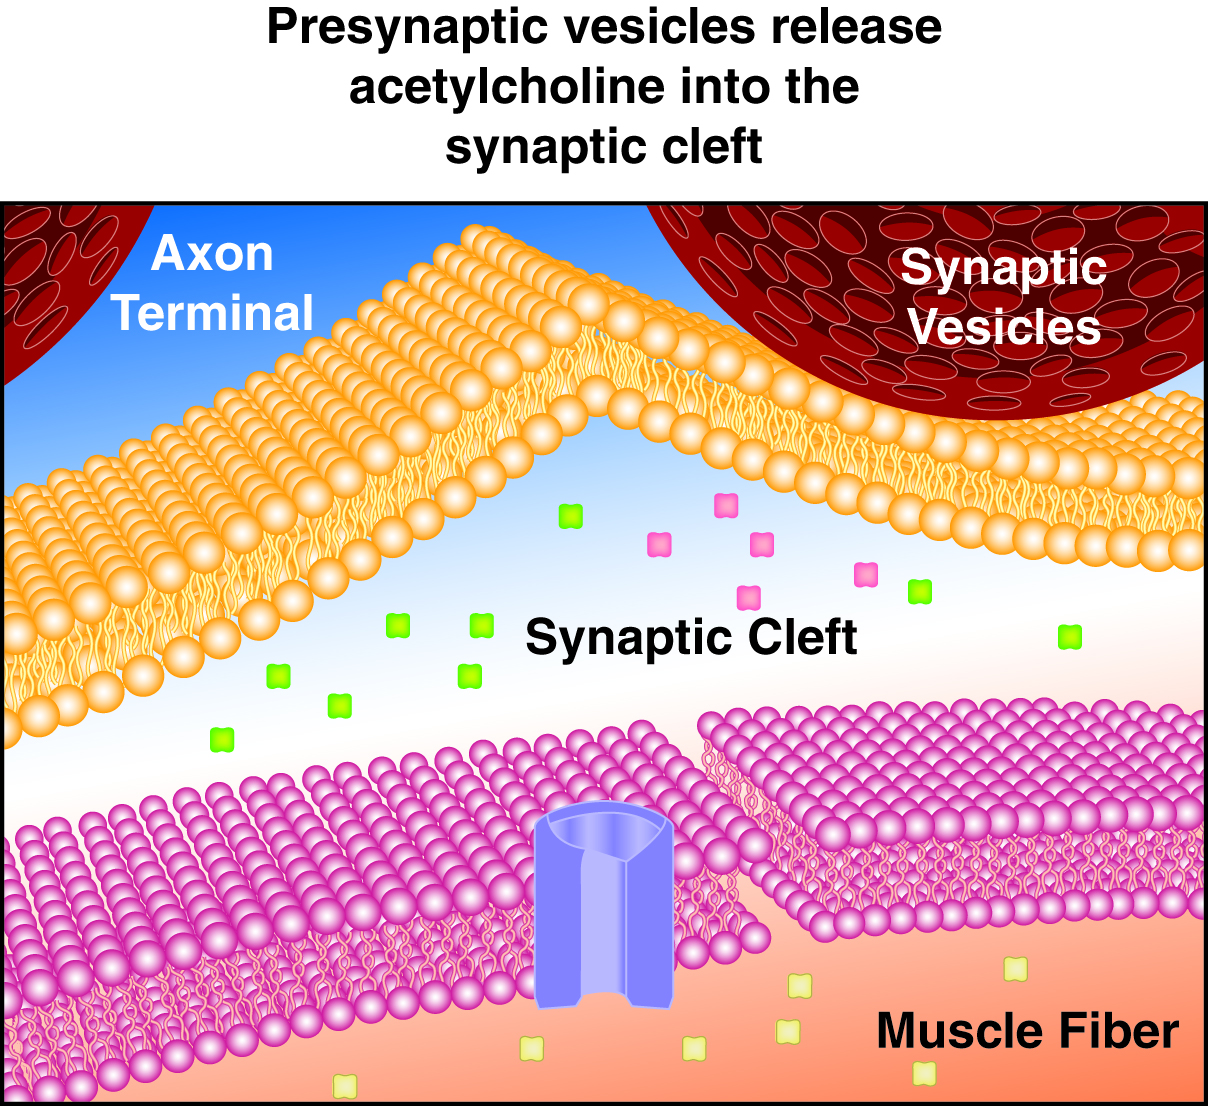 Presynaptic vesicles release
acetylcholine into the
synaptic cleft
Axon
Terminal
Synaptic
Vesicles
Synaptic Cleft
Muscle Fiber